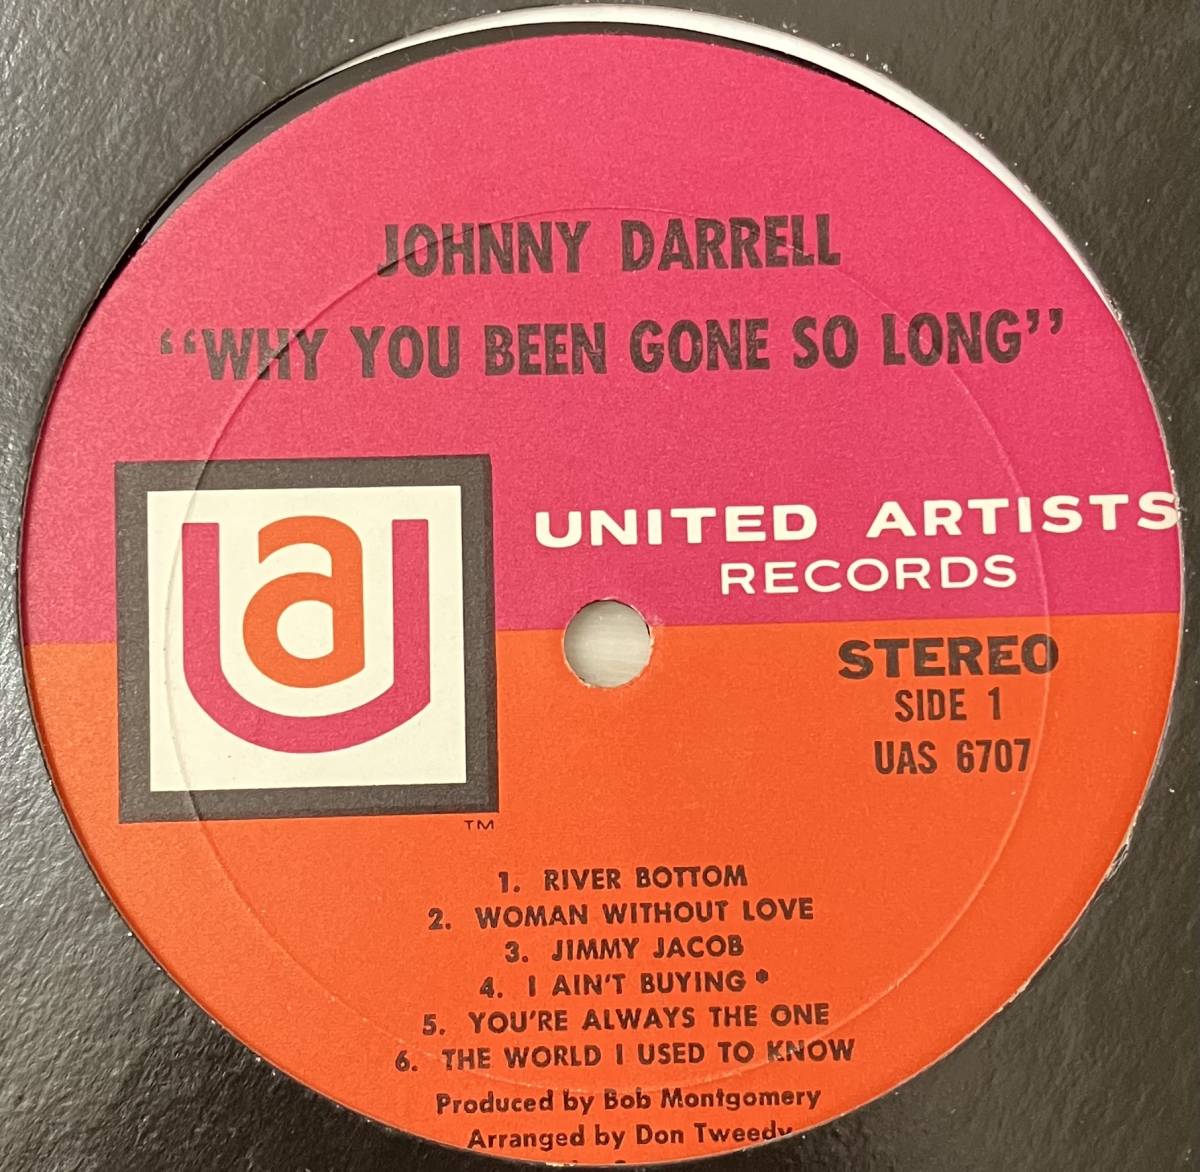 JOHNNY DARRELL
“WHY YOU BEEN GONE SO LONG”
UNITED ARTISTS
RECORDS
ua
TM
STEREO
SIDE 1
UAS 6707
1. RIVER BOTTOM
2. WOMAN WITHOUT LOVE
3. JIMMY JACOB
4. I AIN'T BUYING *
5. YOU'RE ALWAYS THE ONE
6. THE WORLD I USED TO KNOW
Produced by Bob Montgomery
Arranged by Don Tweedy